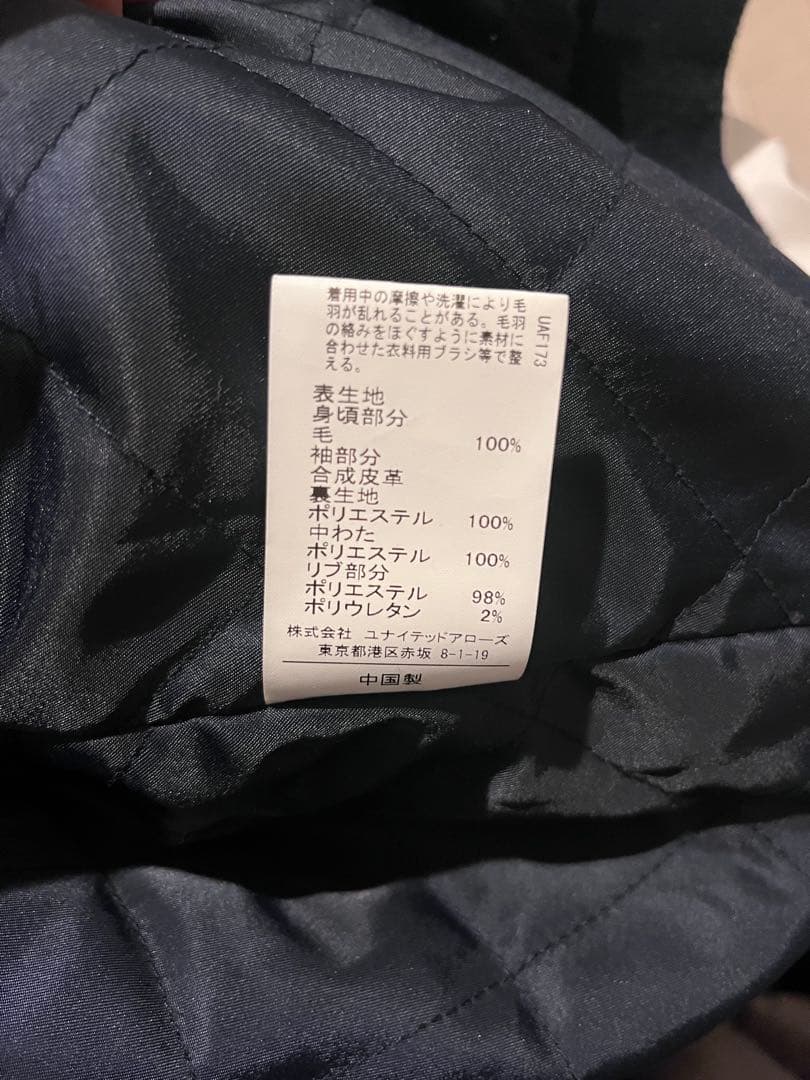 着用中の摩擦や洗濯により毛
羽が乱れることがある。毛羽
の絡みをほぐすように素材に
合わせた衣料用ブラシ等で整
える。
UAF173
表生地
身頃部分
毛 100%
袖部分
合成皮革
裏生地
ポリエステル 100%
中わた
ポリエステル 100%
リブ部分
ポリエステル 98%
ポリウレタン 2%
株式会社 ユナイテッドアローズ
東京都港区赤坂 8-1-19
中国製